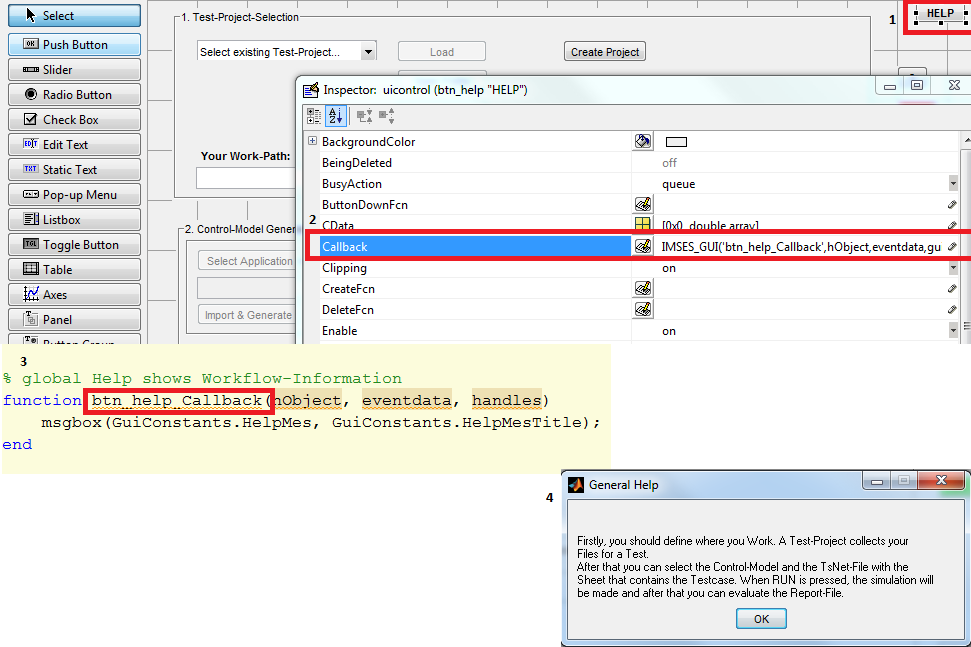 Select
Push Button
Slider
Radio Button
Check Box
Edit Text
Static Text
Pop-up Menu
Listbox
Toggle Button
Table
Axes
Panel
1. Test-Project-Selection
Select existing Test-Project...
Load
Create Project
1
HELP
Your Work-Path:
2. Control-Model Gener
Select Application
Import & Generate
Inspector: uicontrol (btn_help "HELP")
BackgroundColor
BeingDeleted off
BusyAction queue
ButtonDownFcn
2
CData [0x0 double array]
Callback IMSES_GUI('btn_help_Callback',hObject,eventdata,gu
Clipping on
CreateFcn
DeleteFcn
Enable on
3
% global Help shows Workflow-Information
function btn_help_Callback(hObject, eventdata, handles)
msgbox(GuiConstants.HelpMes, GuiConstants.HelpMesTitle);
end
4
General Help
Firstly, you should define where you Work. A Test-Project collects your
Files for a Test.
After that you can select the Control-Model and the TsNet-File with the
Sheet that contains the Testcase. When RUN is pressed, the simulation will
be made and after that you can evaluate the Report-File.
OK